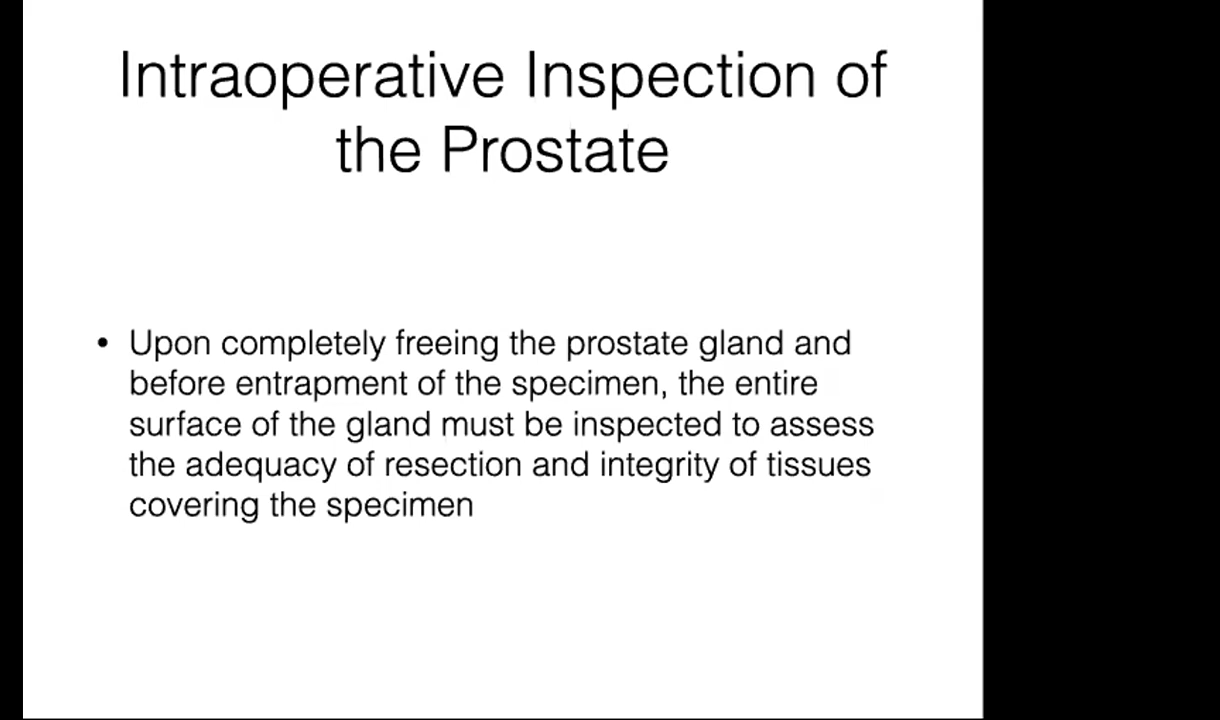 Intraoperative Inspection of
the Prostate
• Upon completely freeing the prostate gland and
before entrapment of the specimen, the entire
surface of the gland must be inspected to assess
the adequacy of resection and integrity of tissues
covering the specimen